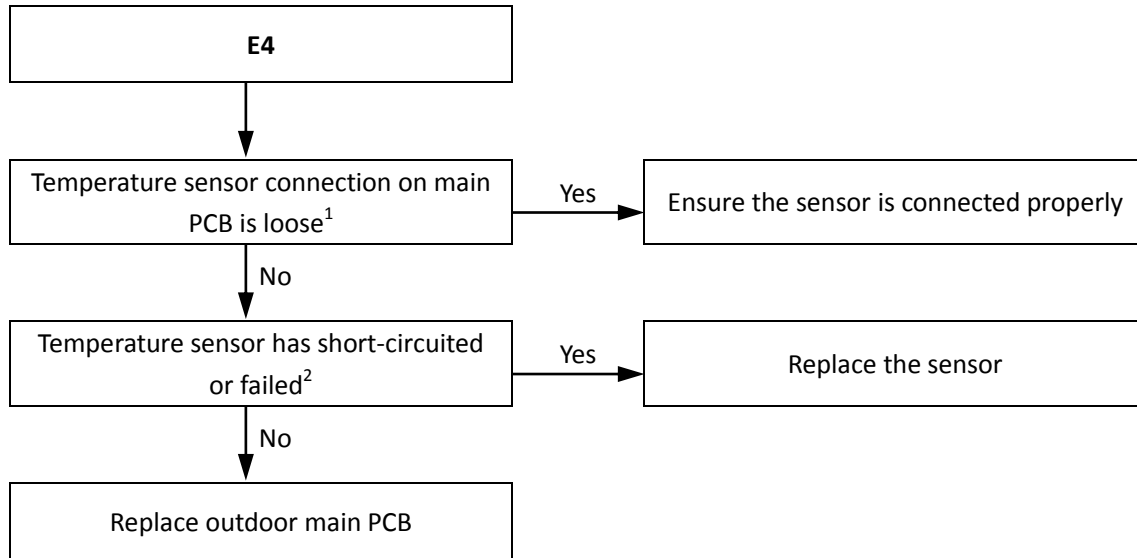 E4
Temperature sensor connection on main
PCB is loose¹
Yes
Ensure the sensor is connected properly
No
Temperature sensor has short-circuited
or failed²
Yes
Replace the sensor
No
Replace outdoor main PCB